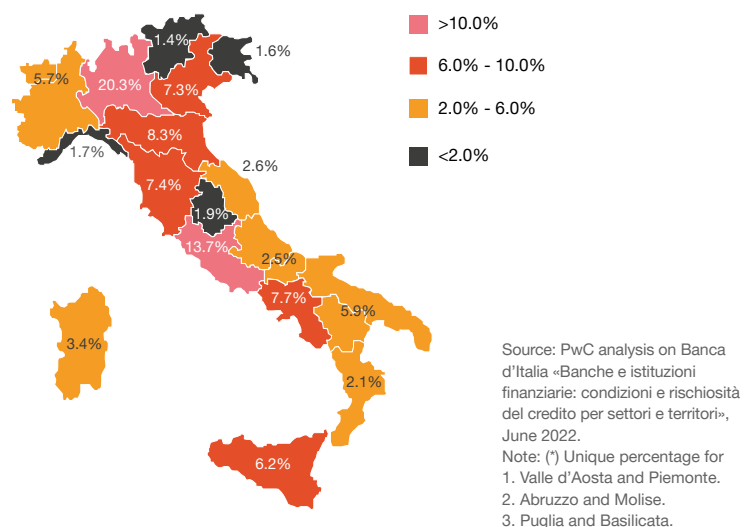 1.4%
1.6%
5.7%
20.3%
7.3%
8.3%
1.7%
2.6%
7.4%
1.9%
13.7%
2.5%
7.7%
5.9%
3.4%
2.1%
6.2%
>10.0%
6.0% - 10.0%
2.0% - 6.0%
<2.0%
Source: PwC analysis on Banca
d’Italia «Banche e istituzioni
finanziarie: condizioni e rischiosità
del credito per settori e territori»,
June 2022.
Note: (*) Unique percentage for
1. Valle d’Aosta and Piemonte.
2. Abruzzo and Molise.
3. Puglia and Basilicata.